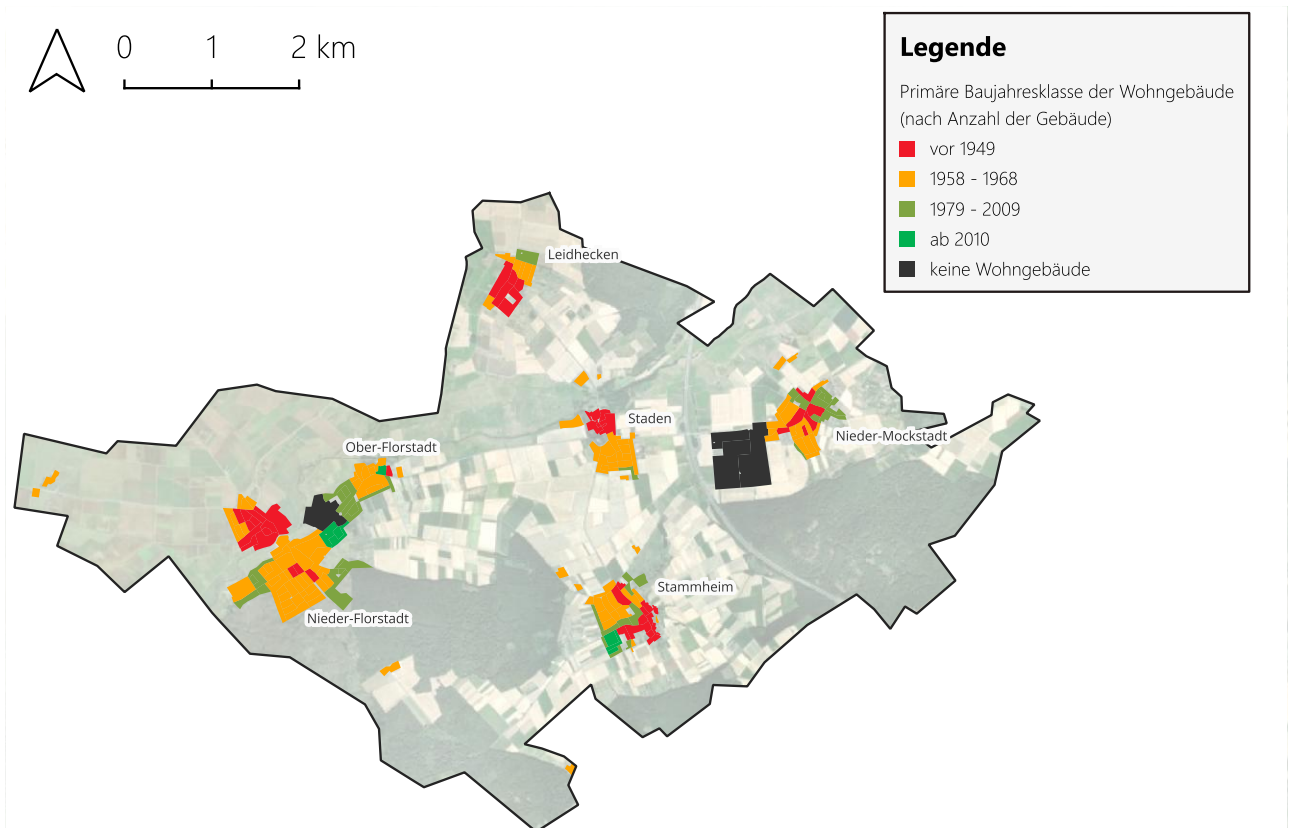 0 1 2 km
Legende
Primäre Baujahresklasse der Wohngebäude
(nach Anzahl der Gebäude)
vor 1949
1958 - 1968
1979 - 2009
ab 2010
keine Wohngebäude
Leidhecken
Staden
Nieder-Mockstadt
Ober-Florstadt
Stammheim
Nieder-Florstadt